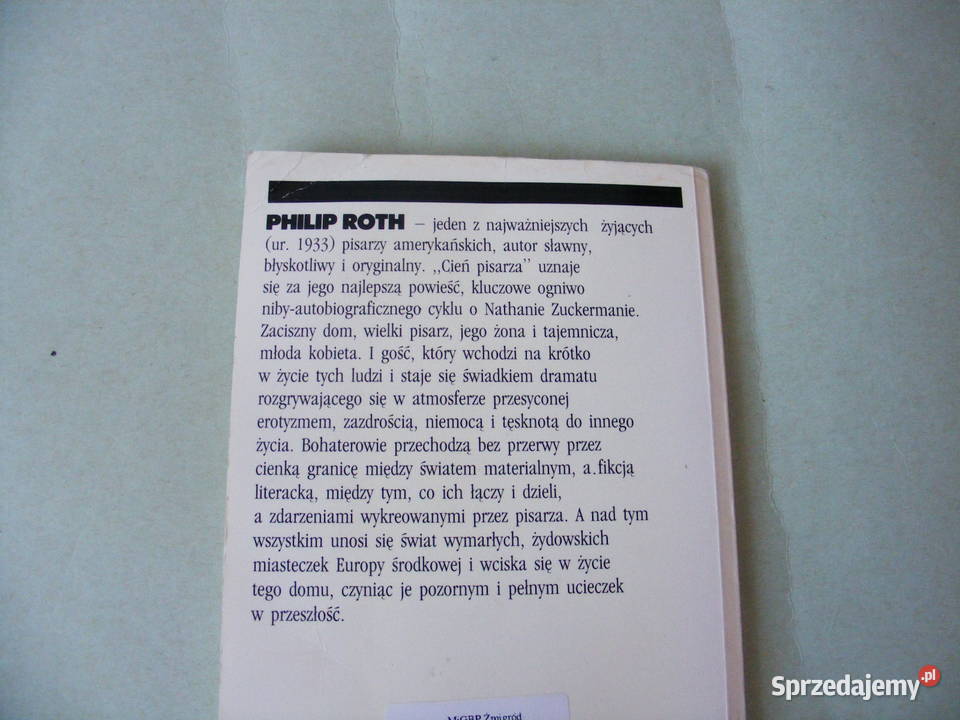 PHILIP ROTH – jeden z najważniejszych żyjących
(ur. 1933) pisarzy amerykańskich, autor sławny,
błyskotliwy i oryginalny. ,,Cień pisarza" uznaje
się za jego najlepszą powieść, kluczowe ogniwo
niby-autobiograficznego cyklu o Nathanie Zuckermanie.
Zaciszny dom, wielki pisarz, jego żona i tajemnicza,
młoda kobieta. I gość, który wchodzi na krótko
w życie tych ludzi i staje się świadkiem dramatu
rozgrywającego się w atmosferze przesyconej
erotyzmem, zazdrością, niemocą i tęsknotą do innego
życia. Bohaterowie przechodzą bez przerwy przez
cienką granicę między światem materialnym, a.fikcją
literacką, między tym, co ich łączy i dzieli,
a zdarzeniami wykreowanymi przez pisarza. A nad tym
wszystkim unosi się świat wymarłych, żydowskich
miasteczek Europy środkowej i wciska się w życie
tego domu, czyniąc je pozornym i pełnym ucieczek
w przeszłość.
MiGBP Żmigród
Sprzedajemy.pl